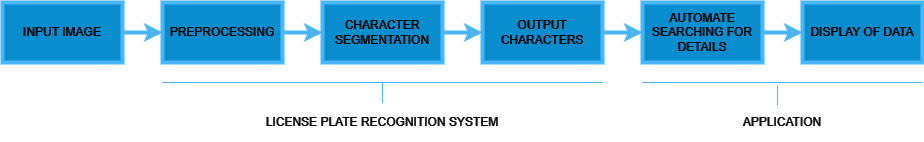 INPUT IMAGE
PREPROCESSING
CHARACTER
SEGMENTATION
OUTPUT
CHARACTERS
AUTOMATE
SEARCHING FOR
DETAILS
DISPLAY OF DATA
LICENSE PLATE RECOGNITION SYSTEM
APPLICATION